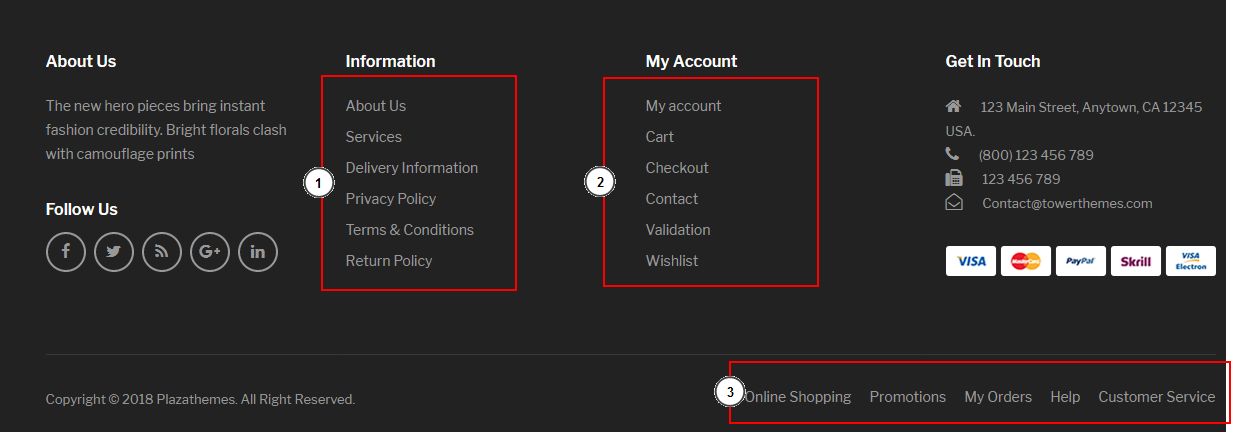 About Us
The new hero pieces bring instant
fashion credibility. Bright florals clash
with camouflage prints
Follow Us
f
G+
in
Information
1
About Us
Services
Delivery Information
Privacy Policy
Terms & Conditions
Return Policy
My Account
2
My account
Cart
Checkout
Contact
Validation
Wishlist
Get In Touch
123 Main Street, Anytown, CA 12345
USA.
(800) 123 456 789
123 456 789
Contact@towerthemes.com
VISA MasterCard PayPal Skrill VISA Electron
Copyright © 2018 Plazathemes. All Right Reserved.
3
Online Shopping Promotions My Orders Help Customer Service